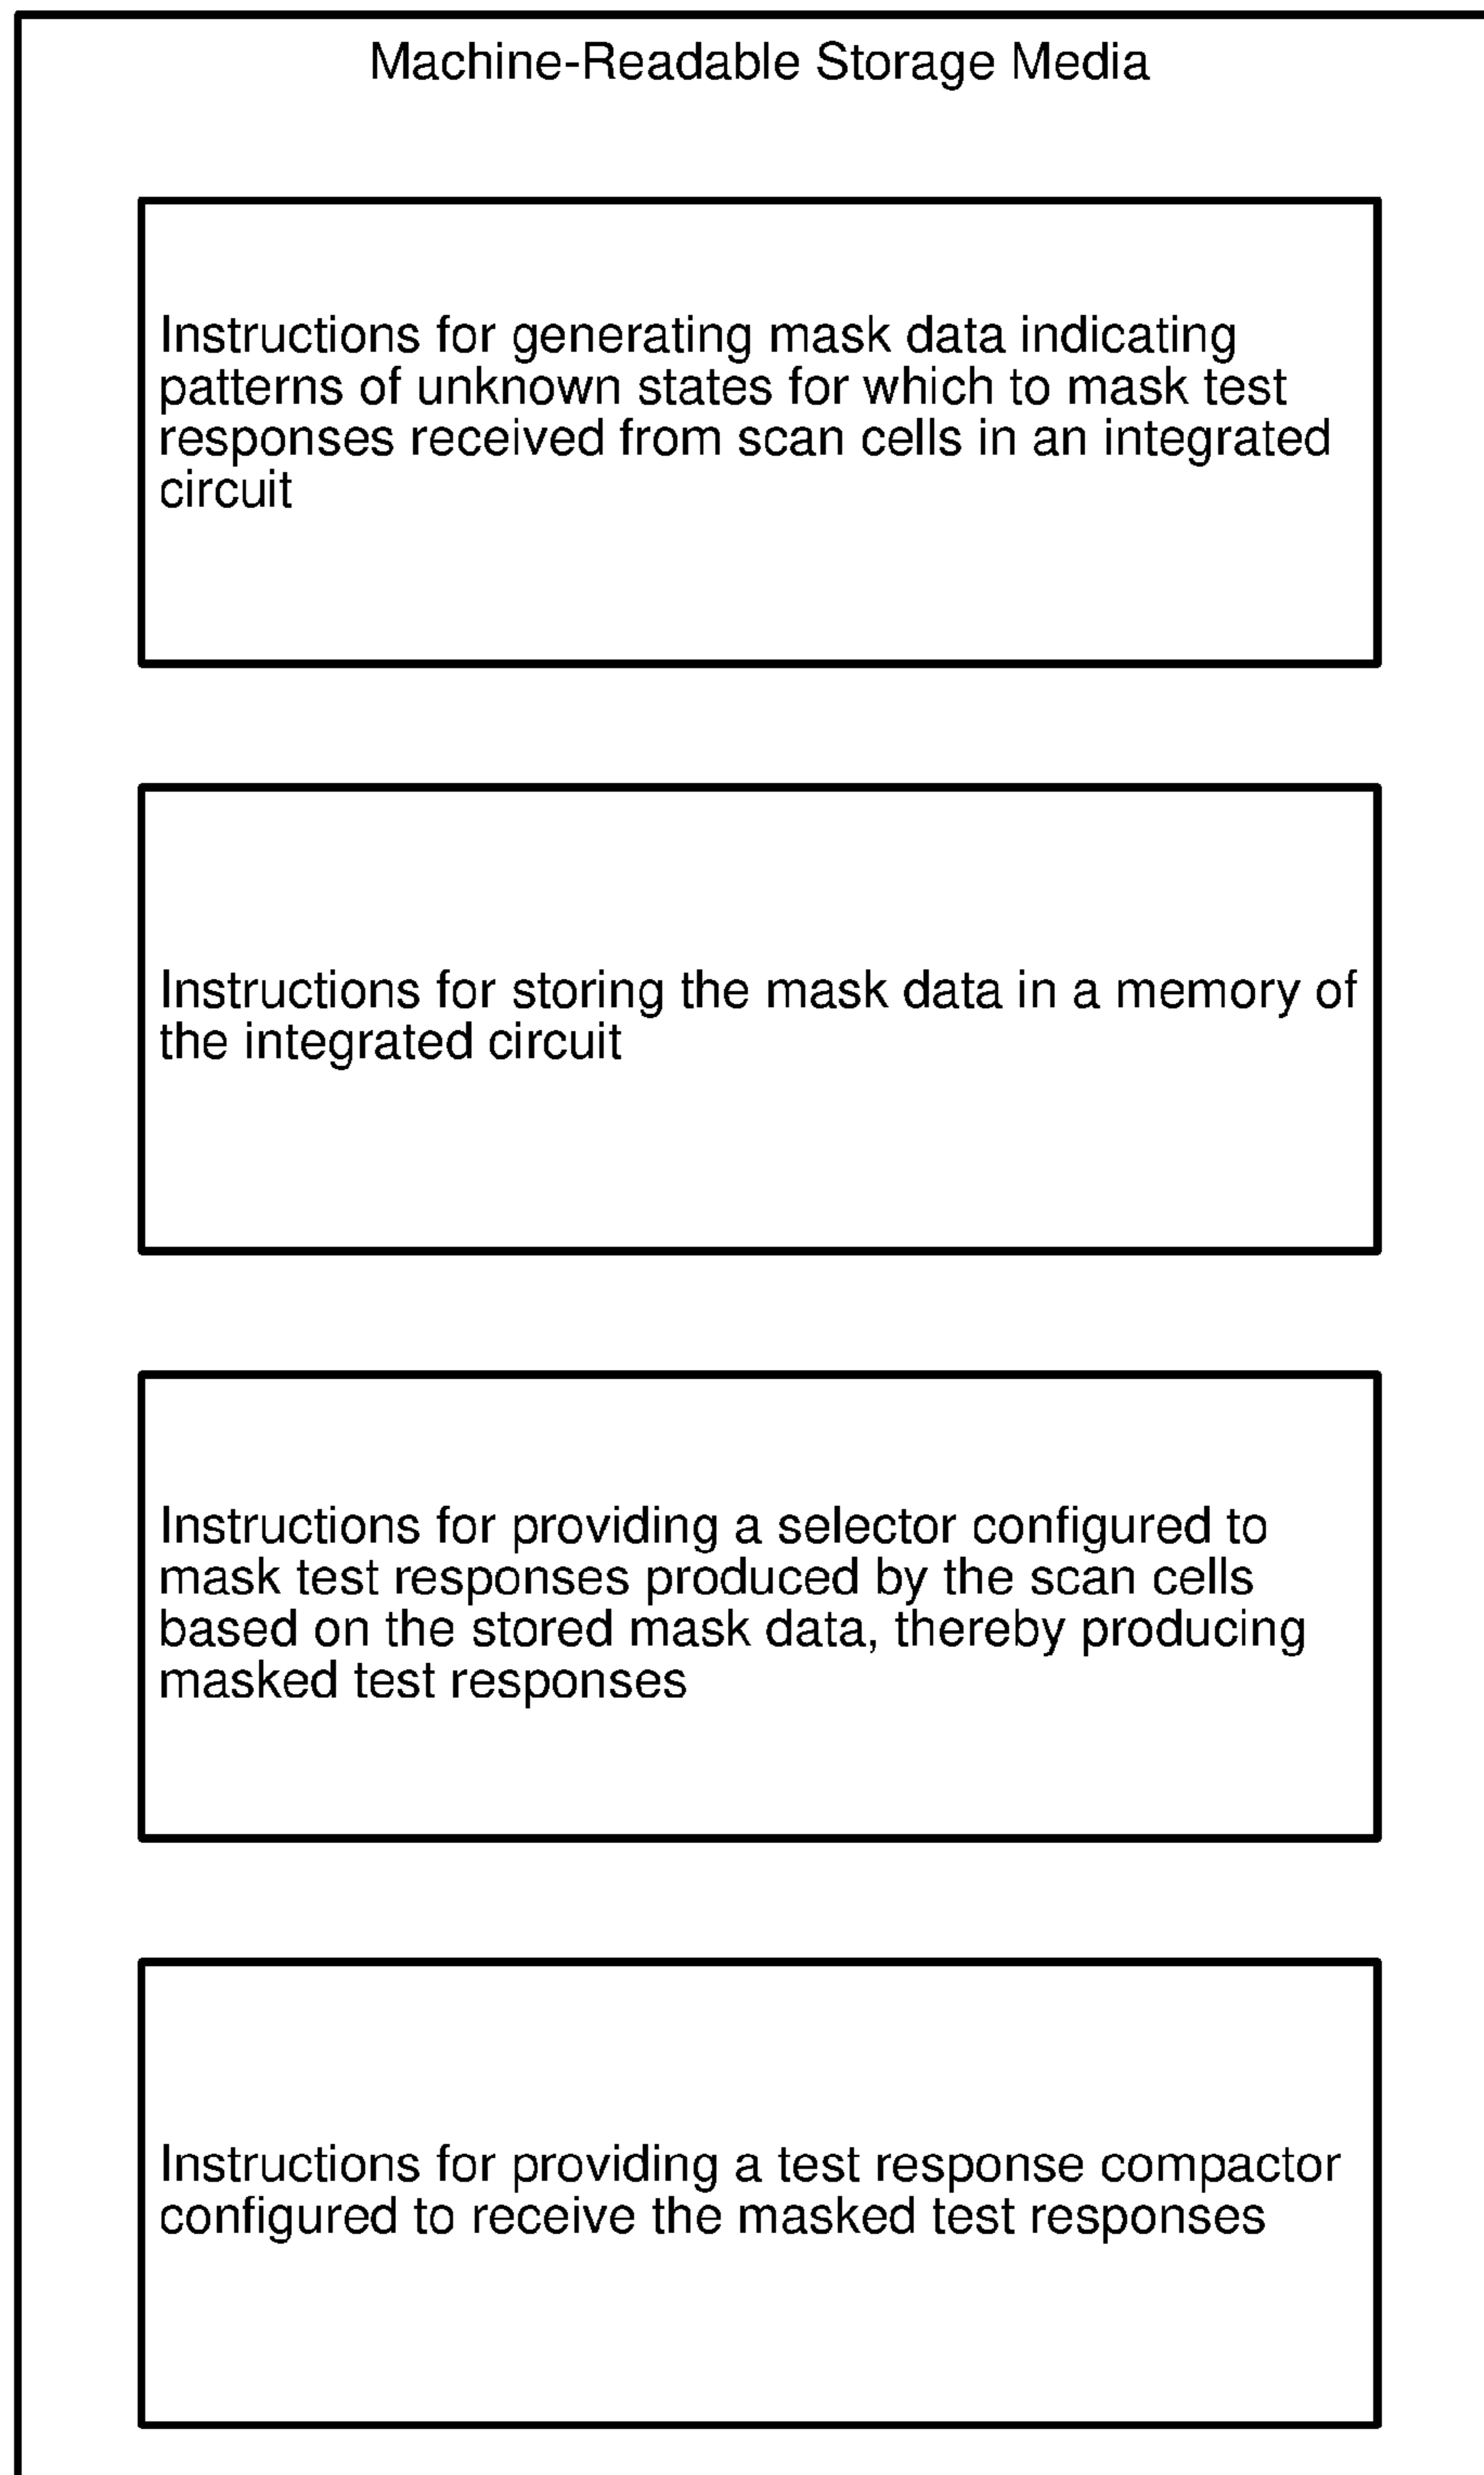 Machine-Readable Storage Media
Instructions for generating mask data indicating
patterns of unknown states for which to mask test
responses received from scan cells in an integrated
circuit
Instructions for storing the mask data in a memory of
the integrated circuit
Instructions for providing a selector configured to
mask test responses produced by the scan cells
based on the stored mask data, thereby producing
masked test responses
Instructions for providing a test response compactor
configured to receive the masked test responses